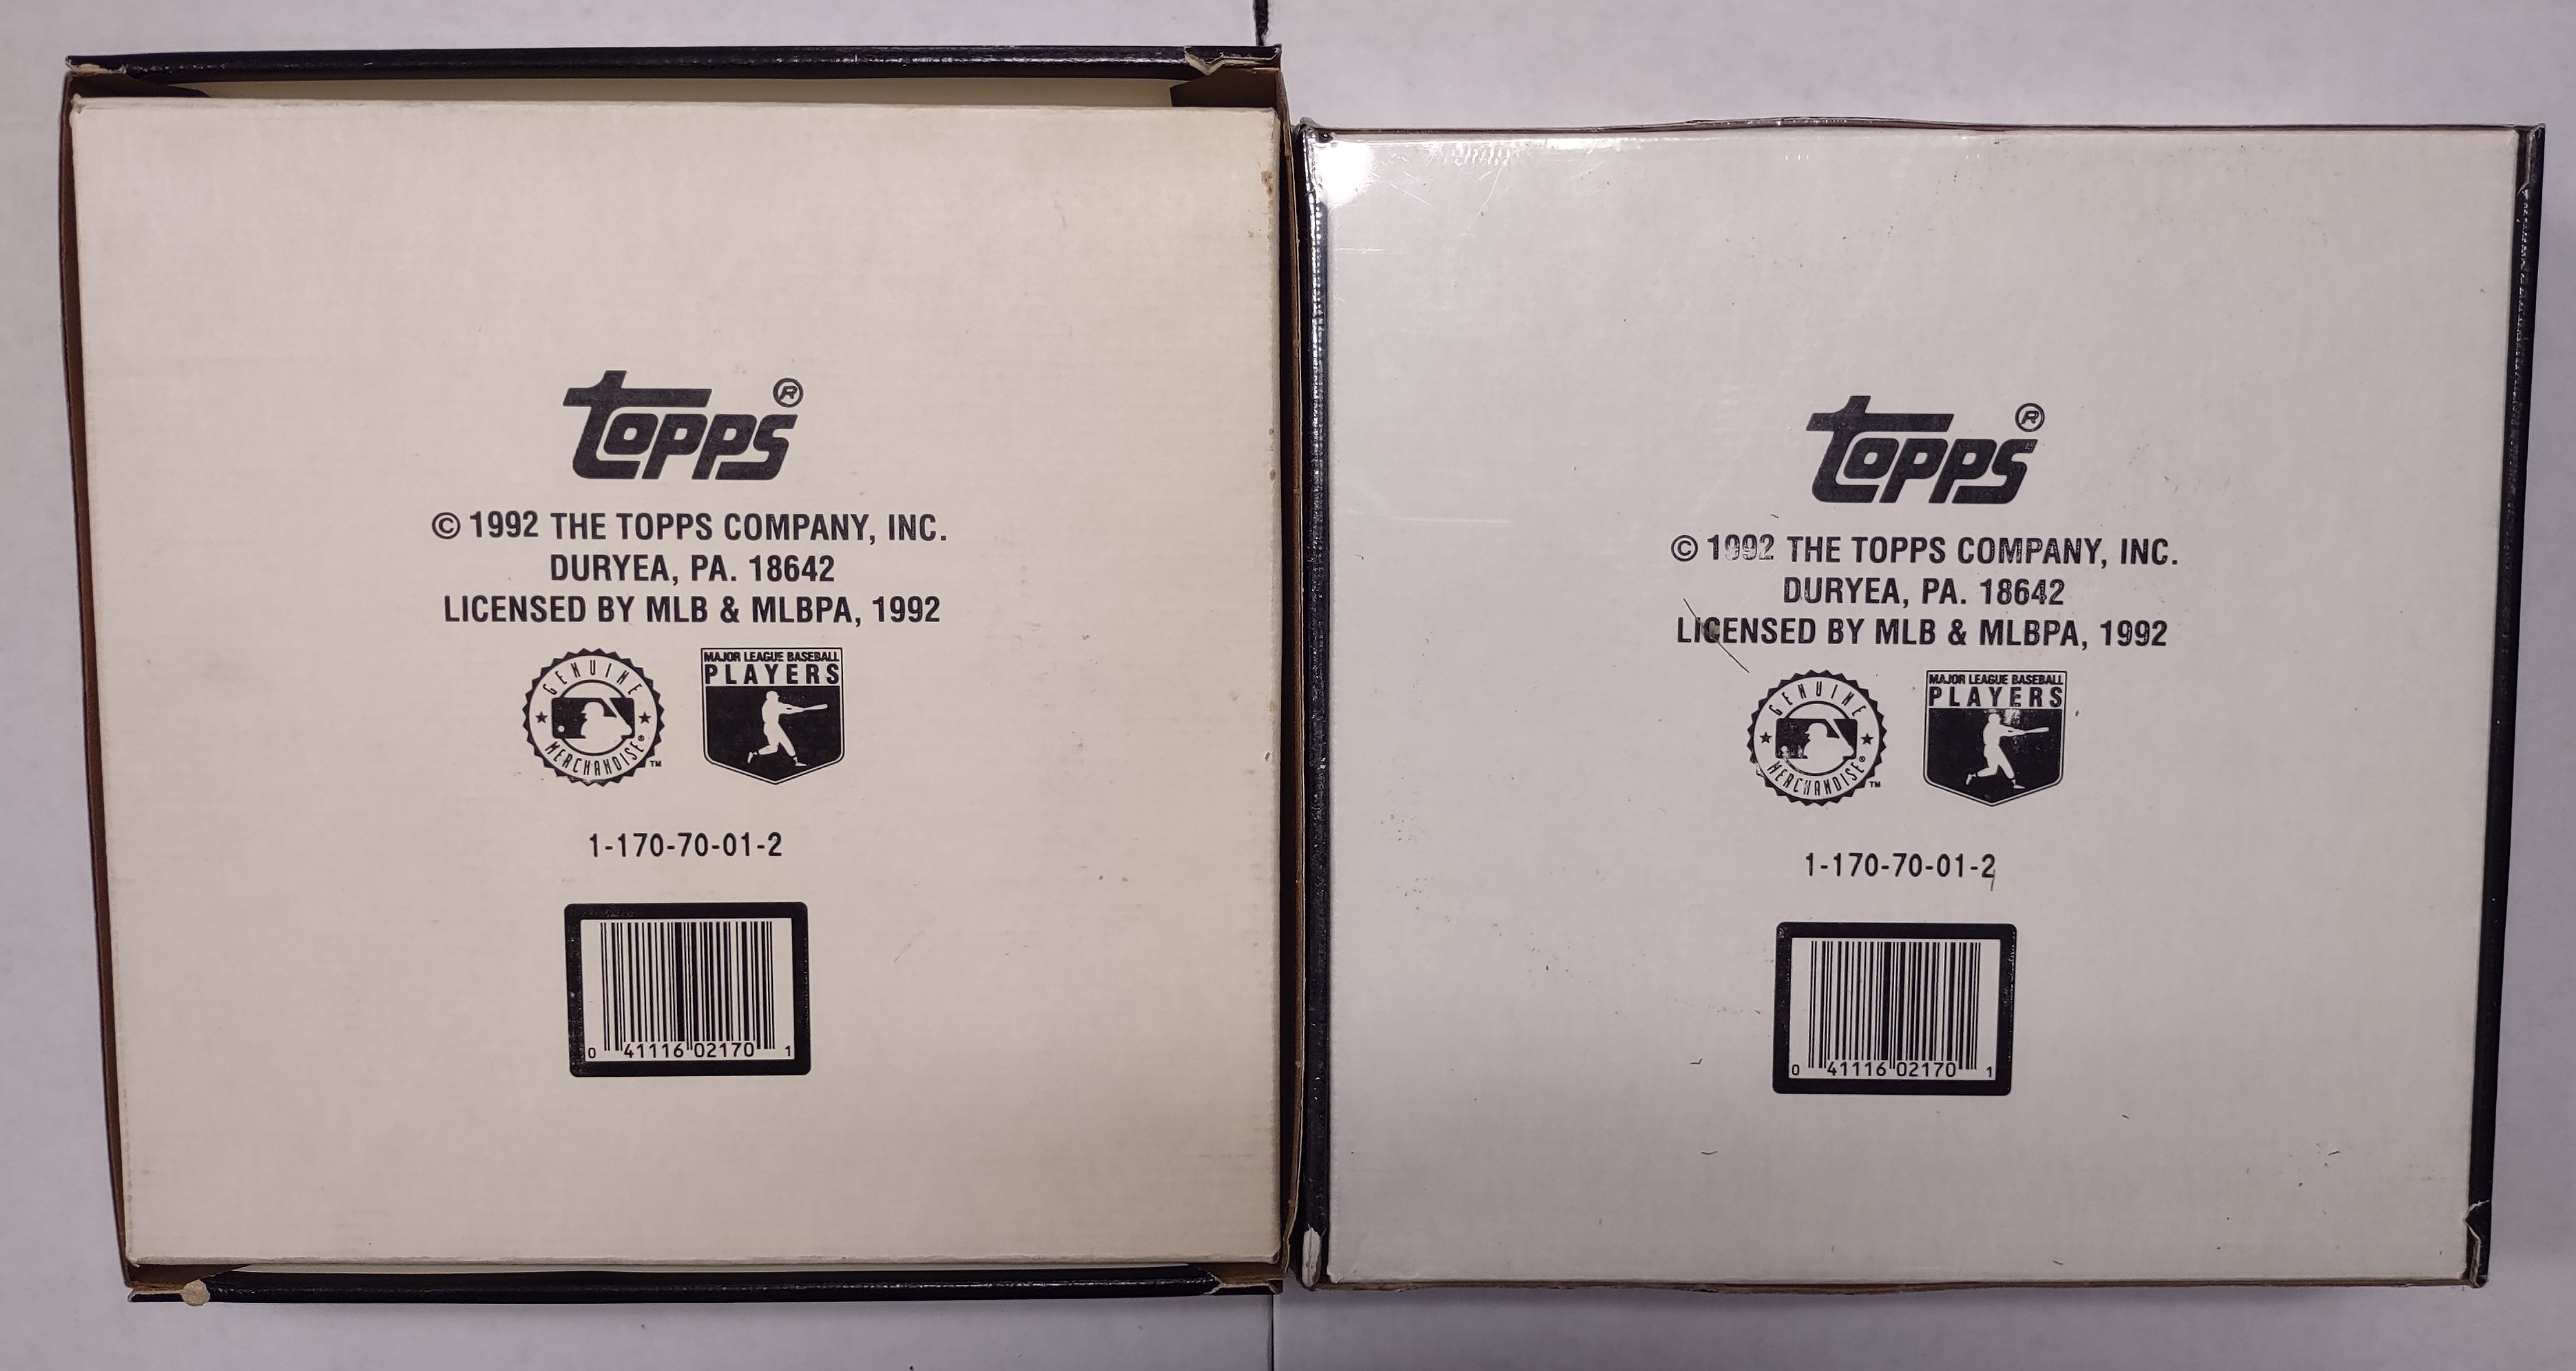 Topps®
© 1992 THE TOPPS COMPANY, INC.
DURYEA, PA. 18642
LICENSED BY MLB & MLBPA, 1992
GENUINE MERCHANDISE® ™
MAJOR LEAGUE BASEBALL
PLAYERS
1-170-70-01-2
0 41116 02170 1
Topps®
© 1992 THE TOPPS COMPANY, INC.
DURYEA, PA. 18642
LICENSED BY MLB & MLBPA, 1992
GENUINE MERCHANDISE® ™
MAJOR LEAGUE BASEBALL
PLAYERS
1-170-70-01-2
0 41116 02170 1